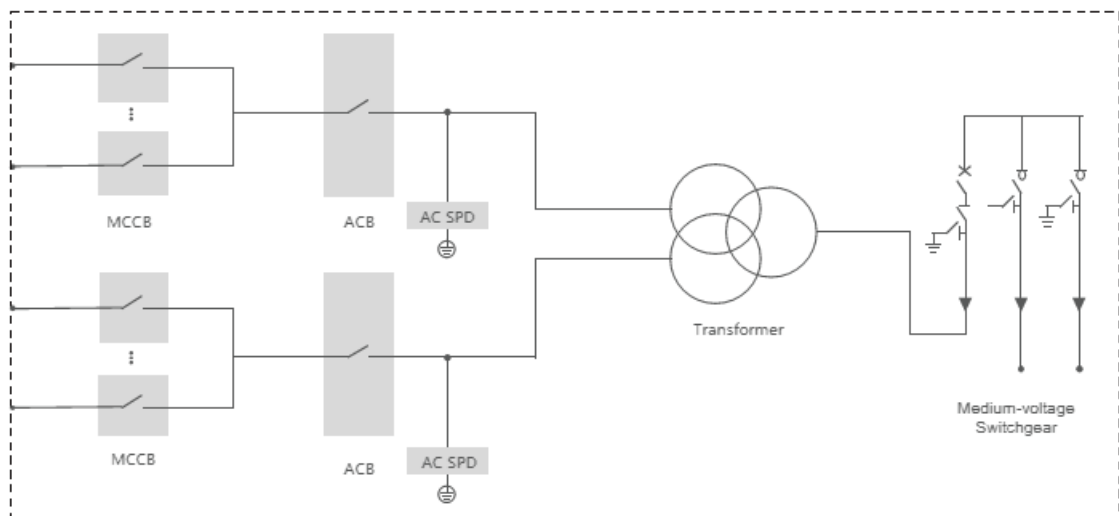 MCCB
ACB
AC SPD
Transformer
MCCB
ACB
AC SPD
Medium-voltage
Switchgear